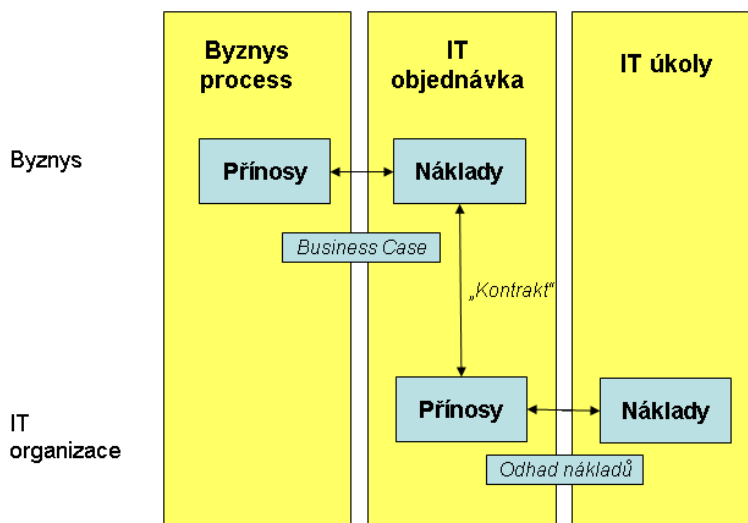 Byznys
process
IT
objednávka
IT úkoly
Byznys
Přínosy
Náklady
Business Case
„Kontrakt“
IT
organizace
Přínosy
Náklady
Odhad nákladů